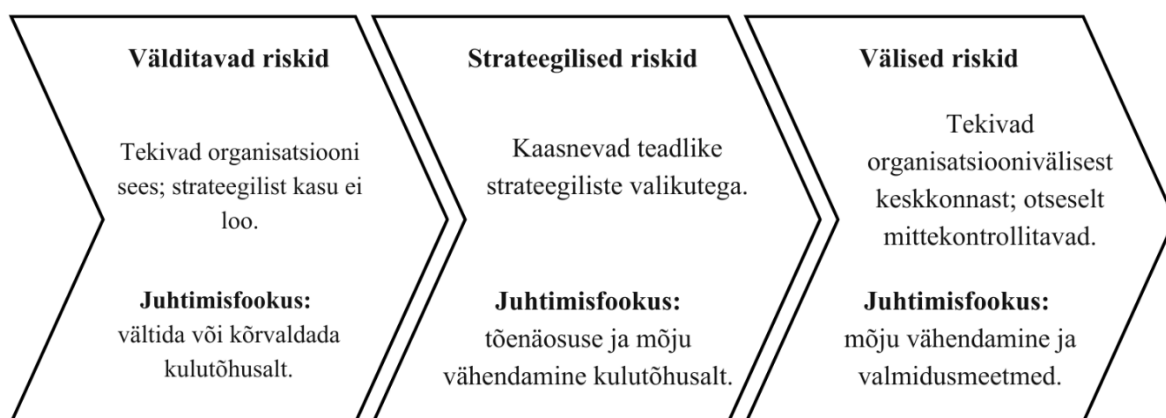 Välditavad riskid
Tekivad organisatsiooni
sees; strateegilist kasu ei
loo.
Juhtimisfookus:
vältida või kõrvaldada
kulutõhusalt.
Strateegilised riskid
Kaasnevad teadlike
strateegiliste valikutega.
Juhtimisfookus:
tõenäosuse ja mõju
vähendamine kulutõhusalt.
Välised riskid
Tekivad
organisatsioonivälisest
keskkonnast; otseselt
mittekontrollitavad.
Juhtimisfookus:
mõju vähendamine ja
valmidusmeetmed.